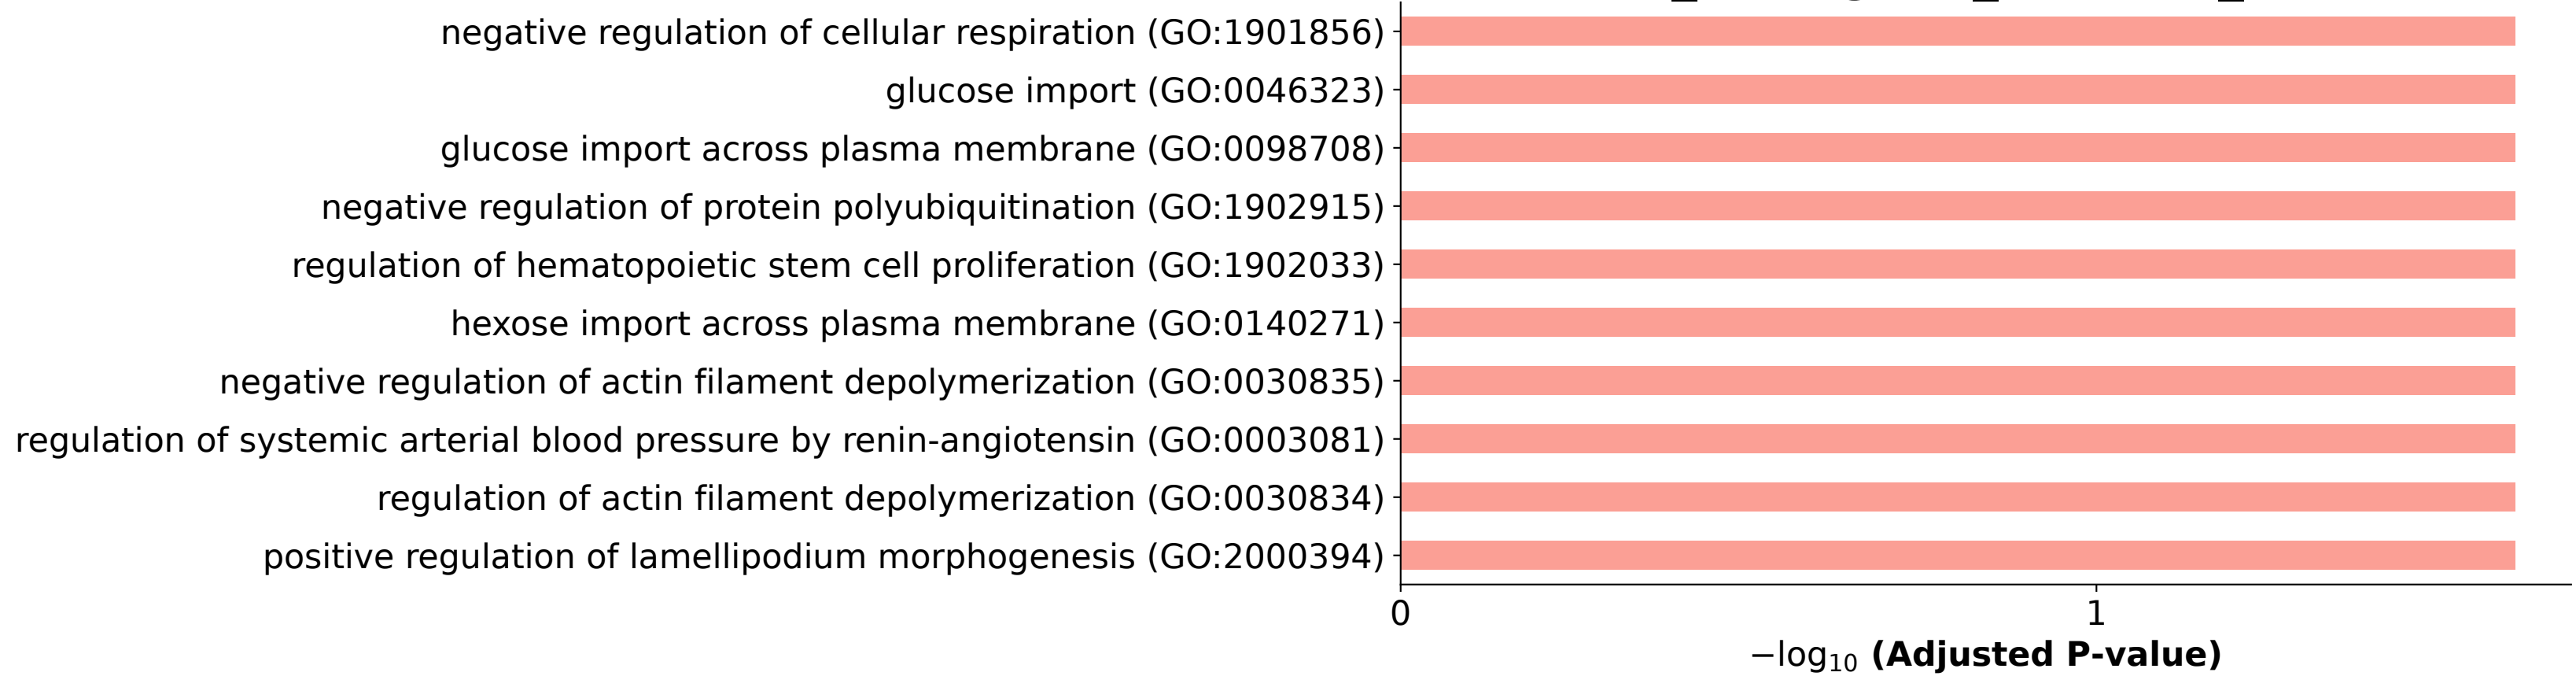 negative regulation of cellular respiration (GO:1901856)
glucose import (GO:0046323)
glucose import across plasma membrane (GO:0098708)
negative regulation of protein polyubiquitination (GO:1902915)
regulation of hematopoietic stem cell proliferation (GO:1902033)
hexose import across plasma membrane (GO:0140271)
negative regulation of actin filament depolymerization (GO:0030835)
regulation of systemic arterial blood pressure by renin-angiotensin (GO:0003081)
regulation of actin filament depolymerization (GO:0030834)
positive regulation of lamellipodium morphogenesis (GO:2000394)
0 1
−log₁₀ (Adjusted P-value)